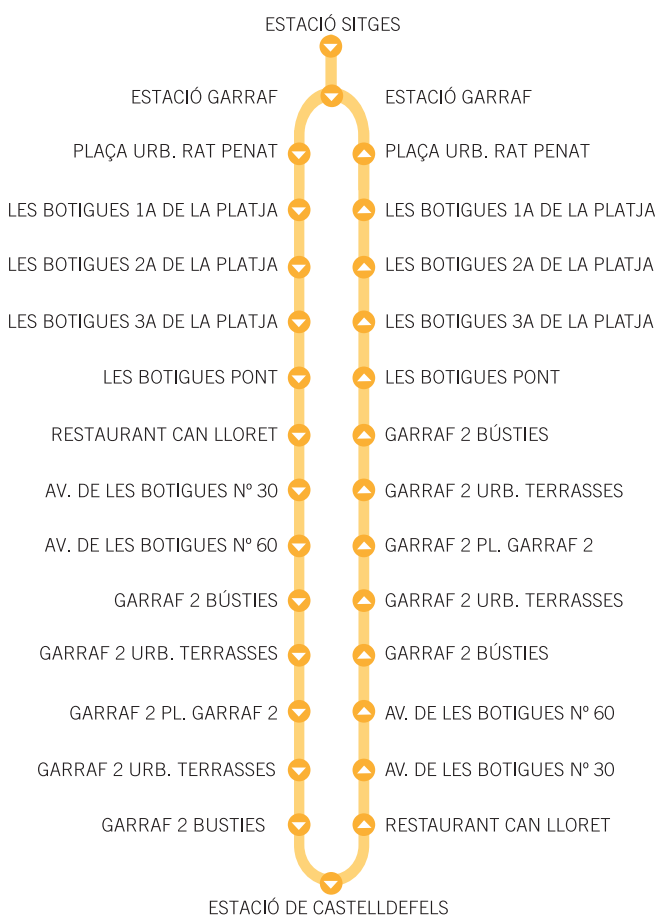 ESTACIÓ SITGES
ESTACIÓ GARRAF
ESTACIÓ GARRAF
PLAÇA URB. RAT PENAT
PLAÇA URB. RAT PENAT
LES BOTIGUES 1A DE LA PLATJA
LES BOTIGUES 1A DE LA PLATJA
LES BOTIGUES 2A DE LA PLATJA
LES BOTIGUES 2A DE LA PLATJA
LES BOTIGUES 3A DE LA PLATJA
LES BOTIGUES 3A DE LA PLATJA
LES BOTIGUES PONT
LES BOTIGUES PONT
RESTAURANT CAN LLORET
GARRAF 2 BÚSTIES
AV. DE LES BOTIGUES Nº 30
GARRAF 2 URB. TERRASSES
AV. DE LES BOTIGUES Nº 60
GARRAF 2 PL. GARRAF 2
GARRAF 2 BÚSTIES
GARRAF 2 URB. TERRASSES
GARRAF 2 URB. TERRASSES
GARRAF 2 BÚSTIES
GARRAF 2 PL. GARRAF 2
AV. DE LES BOTIGUES Nº 60
GARRAF 2 URB. TERRASSES
AV. DE LES BOTIGUES Nº 30
GARRAF 2 BUSTIES
RESTAURANT CAN LLORET
ESTACIÓ DE CASTELLDEFELS